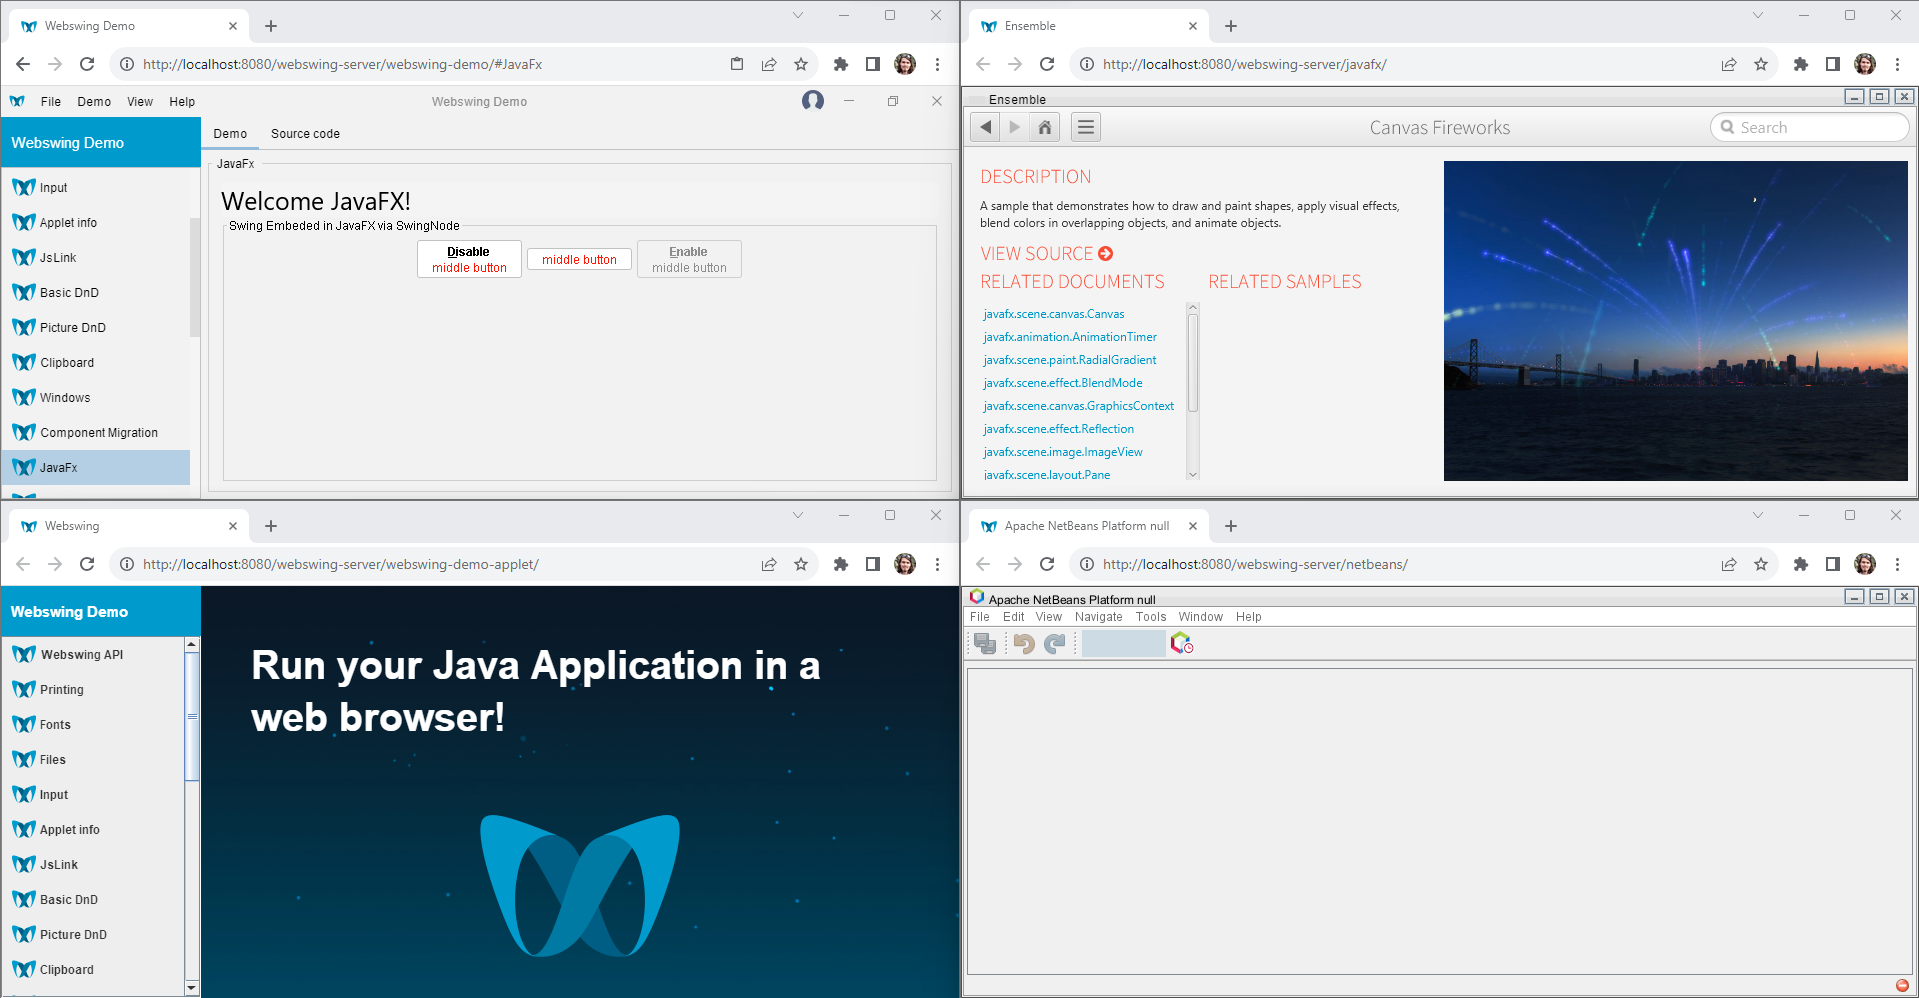 Webswing Demo
http://localhost:8080/webswing-server/webswing-demo/#JavaFx
File Demo View Help
Webswing Demo
Webswing Demo
Input
Applet info
JsLink
Basic DnD
Picture DnD
Clipboard
Windows
Component Migration
JavaFx
Demo Source code
JavaFx
Welcome JavaFX!
Swing Embeded in JavaFX via SwingNode
Disable
middle button
middle button
Enable
middle button
Ensemble
http://localhost:8080/webswing-server/javafx/
Ensemble
Canvas Fireworks
Search
DESCRIPTION
A sample that demonstrates how to draw and paint shapes, apply visual effects,
blend colors in overlapping objects, and animate objects.
VIEW SOURCE
RELATED DOCUMENTS
javafx.scene.canvas.Canvas
javafx.animation.AnimationTimer
javafx.scene.paint.RadialGradient
javafx.scene.effect.BlendMode
javafx.scene.canvas.GraphicsContext
javafx.scene.effect.Reflection
javafx.scene.image.ImageView
javafx.scene.layout.Pane
RELATED SAMPLES
Webswing
http://localhost:8080/webswing-server/webswing-demo-applet/
Webswing Demo
Webswing API
Printing
Fonts
Files
Input
Applet info
JsLink
Basic DnD
Picture DnD
Clipboard
Run your Java Application in a
web browser!
Apache NetBeans Platform null
http://localhost:8080/webswing-server/netbeans/
Apache NetBeans Platform null
File Edit View Navigate Tools Window Help